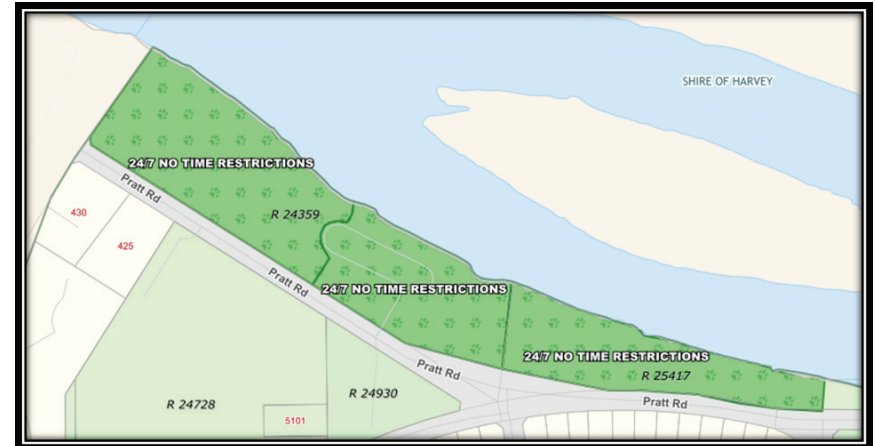 SHIRE OF HARVEY
24/7 NO TIME RESTRICTIONS
Pratt Rd
430
R 24359
425
Pratt Rd
24/7 NO TIME RESTRICTIONS
24/7 NO TIME RESTRICTIONS
Pratt Rd
R 25417
R 24930
Pratt Rd
R 24728
5101